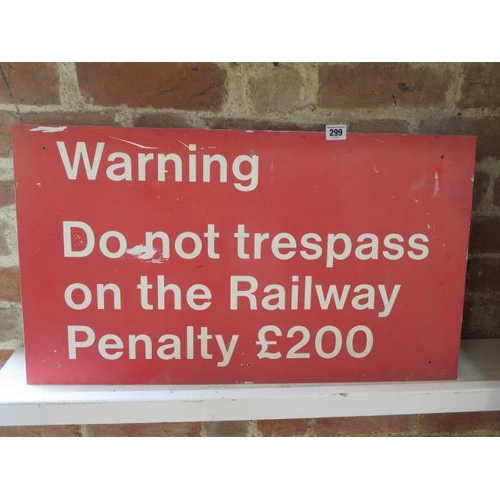 299
Warning
Do not trespass
on the Railway
Penalty £200